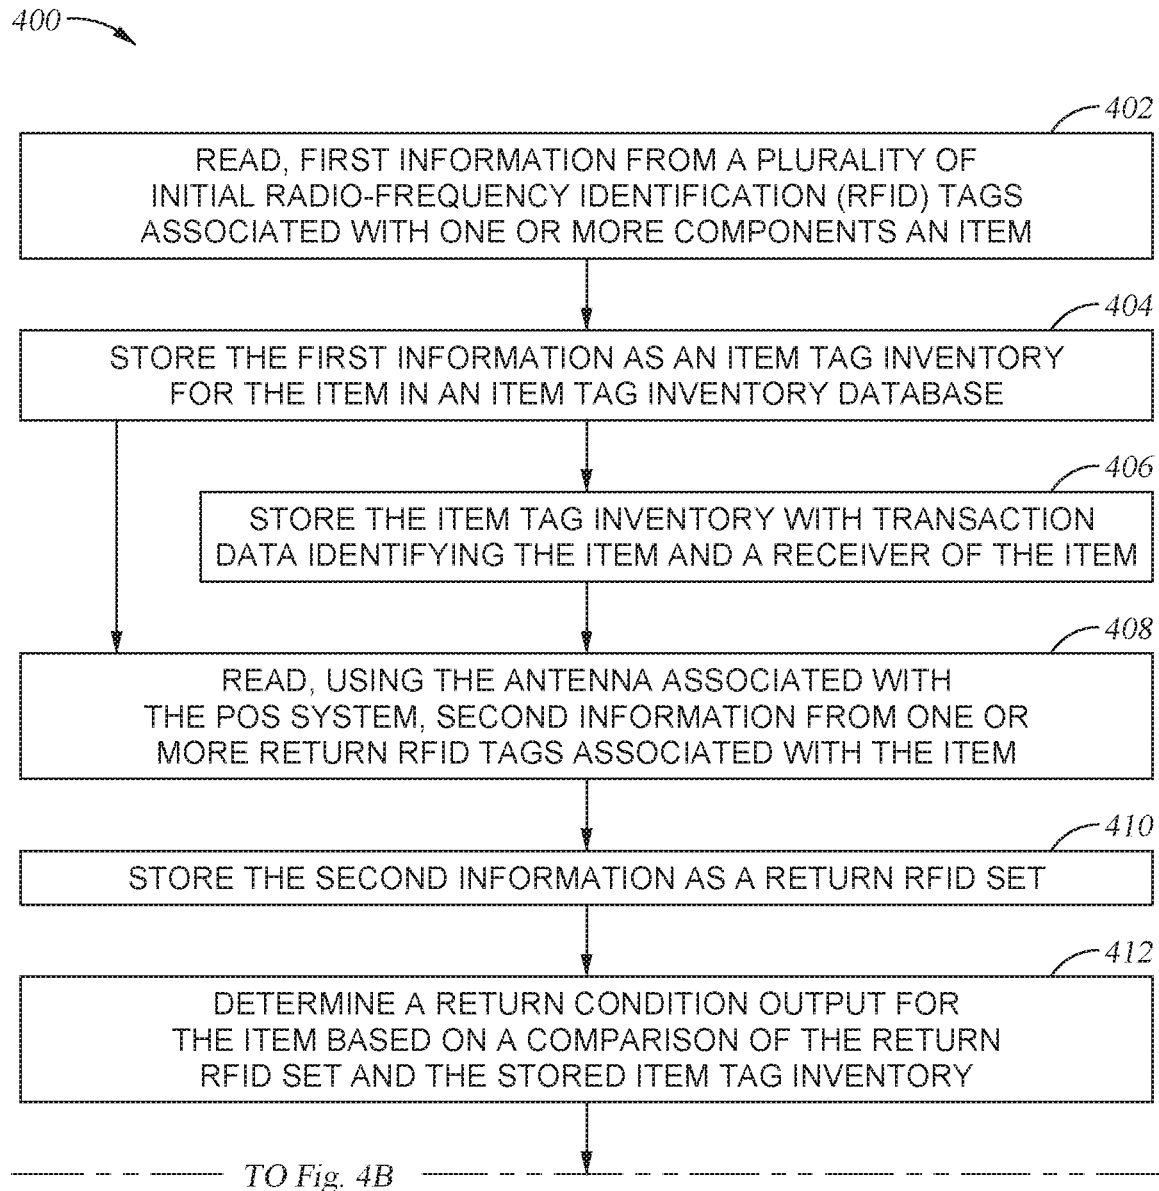 400
402
READ, FIRST INFORMATION FROM A PLURALITY OF
INITIAL RADIO-FREQUENCY IDENTIFICATION (RFID) TAGS
ASSOCIATED WITH ONE OR MORE COMPONENTS AN ITEM
404
STORE THE FIRST INFORMATION AS AN ITEM TAG INVENTORY
FOR THE ITEM IN AN ITEM TAG INVENTORY DATABASE
406
STORE THE ITEM TAG INVENTORY WITH TRANSACTION
DATA IDENTIFYING THE ITEM AND A RECEIVER OF THE ITEM
408
READ, USING THE ANTENNA ASSOCIATED WITH
THE POS SYSTEM, SECOND INFORMATION FROM ONE OR
MORE RETURN RFID TAGS ASSOCIATED WITH THE ITEM
410
STORE THE SECOND INFORMATION AS A RETURN RFID SET
412
DETERMINE A RETURN CONDITION OUTPUT FOR
THE ITEM BASED ON A COMPARISON OF THE RETURN
RFID SET AND THE STORED ITEM TAG INVENTORY
TO Fig. 4B